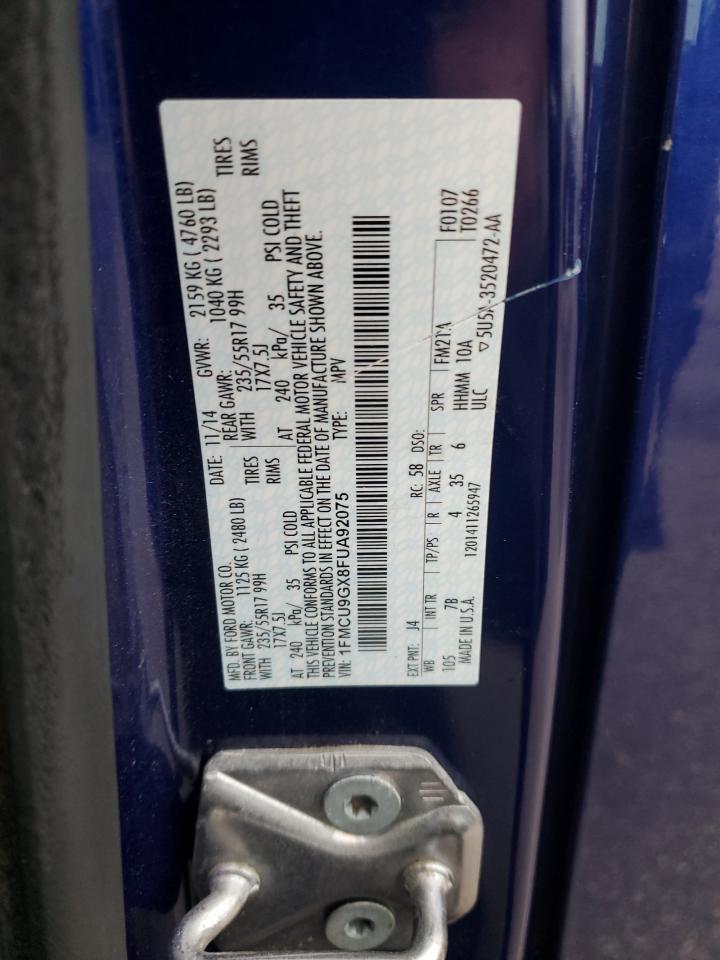 MFD. BY FORD MOTOR CO. DATE: 11/14 GVWR: 2159 KG ( 4760 LB)
FRONT GAWR: 1125 KG ( 2480 LB) REAR GAWR: 1040 KG ( 2293 LB)
WITH 235/55R17 99H TIRES WITH 235/55R17 99H TIRES
17X7.5J RIMS 17X7.5J RIMS
AT 240 kPa/ 35 PSI COLD AT 240 kPa/ 35 PSI COLD
THIS VEHICLE CONFORMS TO ALL APPLICABLE FEDERAL MOTOR VEHICLE SAFETY AND THEFT
PREVENTION STANDARDS IN EFFECT ON THE DATE OF MANUFACTURE SHOWN ABOVE.
VIN: 1FMCU9GX8FUA92075 TYPE: MPV
EXT PNT: J4 RC: 58 DSO: F0107
WB INT TR TP/PS R AXLE TR SPR FM21A T0266
105 7B 4 35 6 HHMM 10A
MADE IN U.S.A. 1201411265947 ULC ▽5U5A-3520472-AA